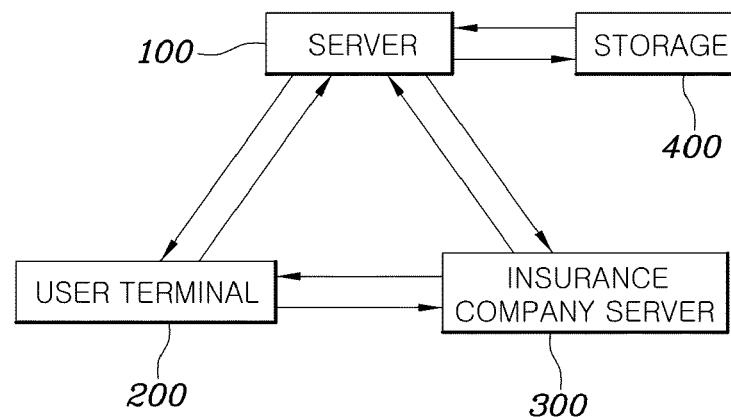 100
SERVER
STORAGE
400
USER TERMINAL
INSURANCE
COMPANY SERVER
200
300